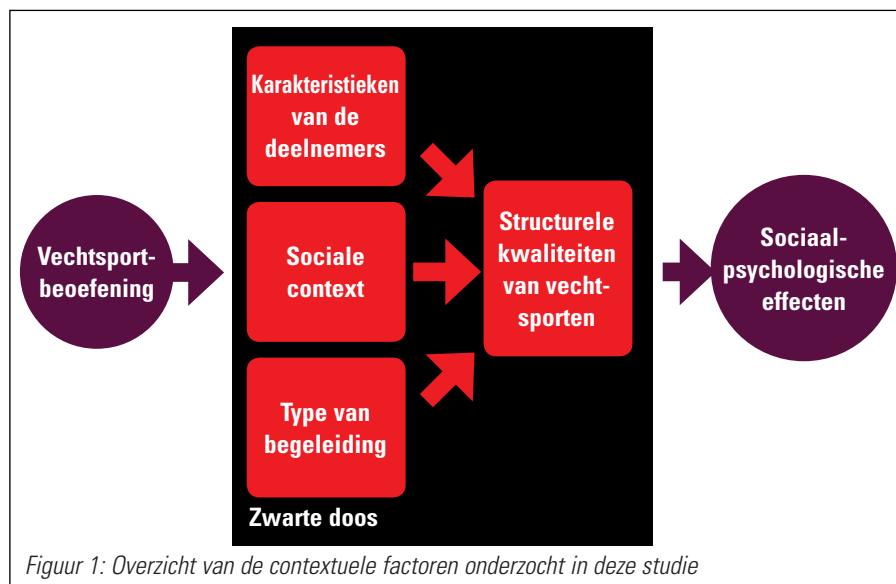 Vechtsport-
beoefening
Karakteristieken
van de
deelnemers
Sociale
context
Type van
begeleiding
Zwarte doos
Structurele
kwaliteiten
van vecht-
sporten
Sociaal-
psychologische
effecten
Figuur 1: Overzicht van de contextuele factoren onderzocht in deze studie